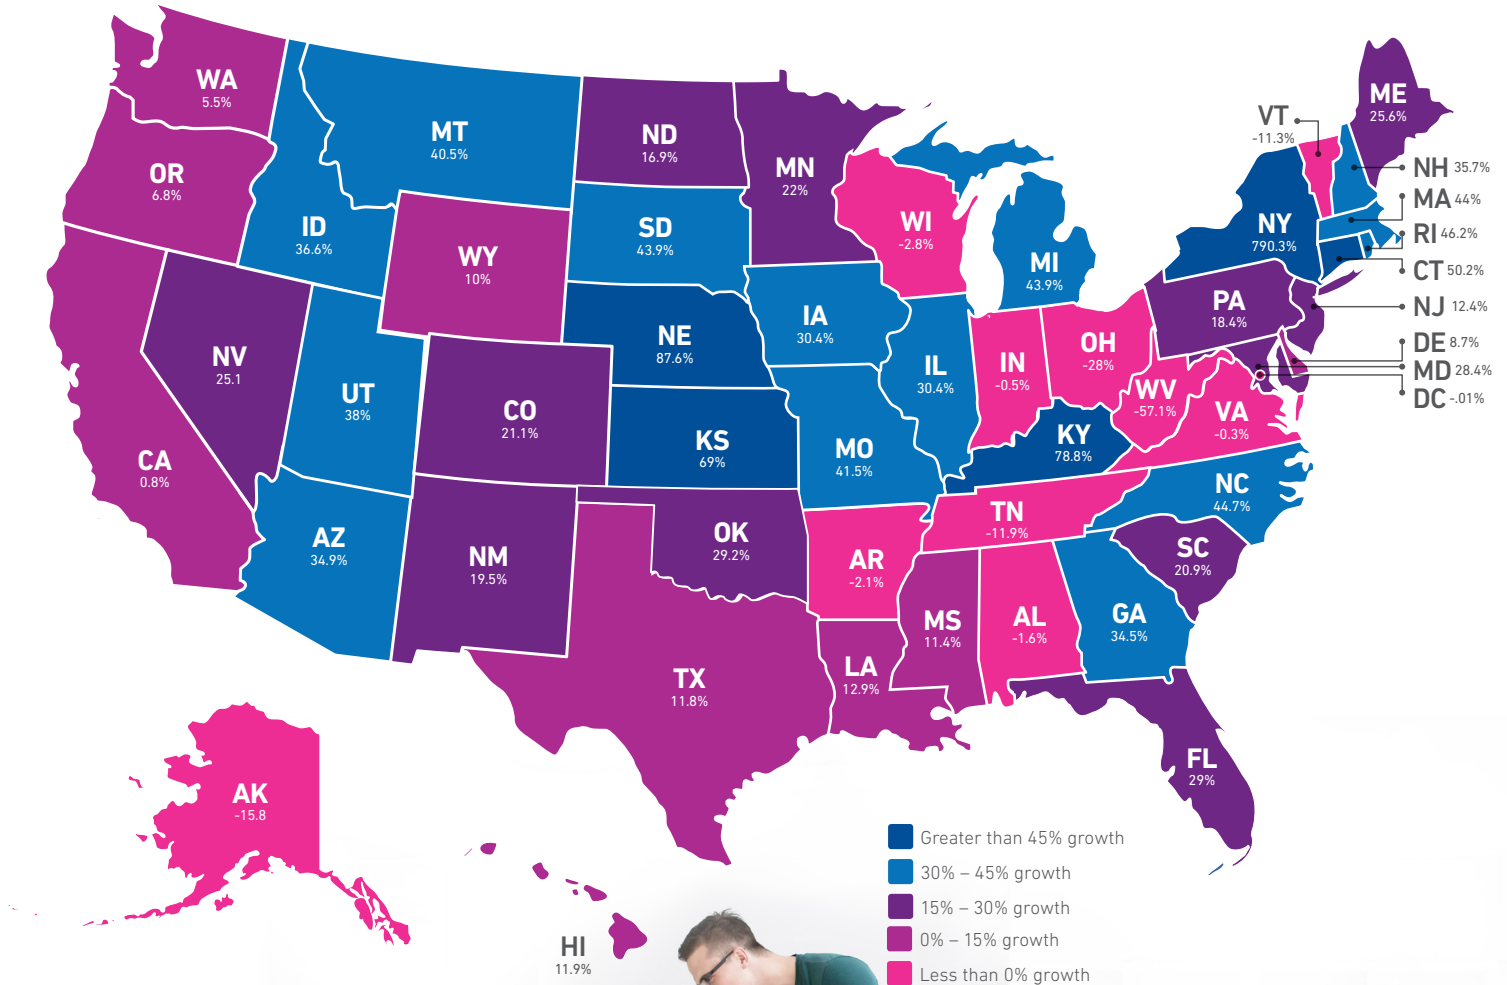 WA
5.5%
OR
6.8%
CA
0.8%
NV
25.1
ID
36.6%
MT
40.5%
WY
10%
UT
38%
AZ
34.9%
CO
21.1%
NM
19.5%
ND
16.9%
SD
43.9%
NE
87.6%
KS
69%
OK
29.2%
TX
11.8%
MN
22%
IA
30.4%
MO
41.5%
AR
-2.1%
LA
12.9%
WI
-2.8%
IL
30.4%
MI
43.9%
IN
-0.5%
OH
-28%
KY
78.8%
TN
-11.9%
MS
11.4%
AL
-1.6%
GA
34.5%
FL
29%
SC
20.9%
NC
44.7%
VA
-0.3%
WV
-57.1%
PA
18.4%
NY
790.3%
VT
-11.3%
ME
25.6%
NH 35.7%
MA 44%
RI 46.2%
CT 50.2%
NJ 12.4%
DE 8.7%
MD 28.4%
DC -.01%
AK
-15.8
HI
11.9%
Greater than 45% growth
30% – 45% growth
15% – 30% growth
0% – 15% growth
Less than 0% growth